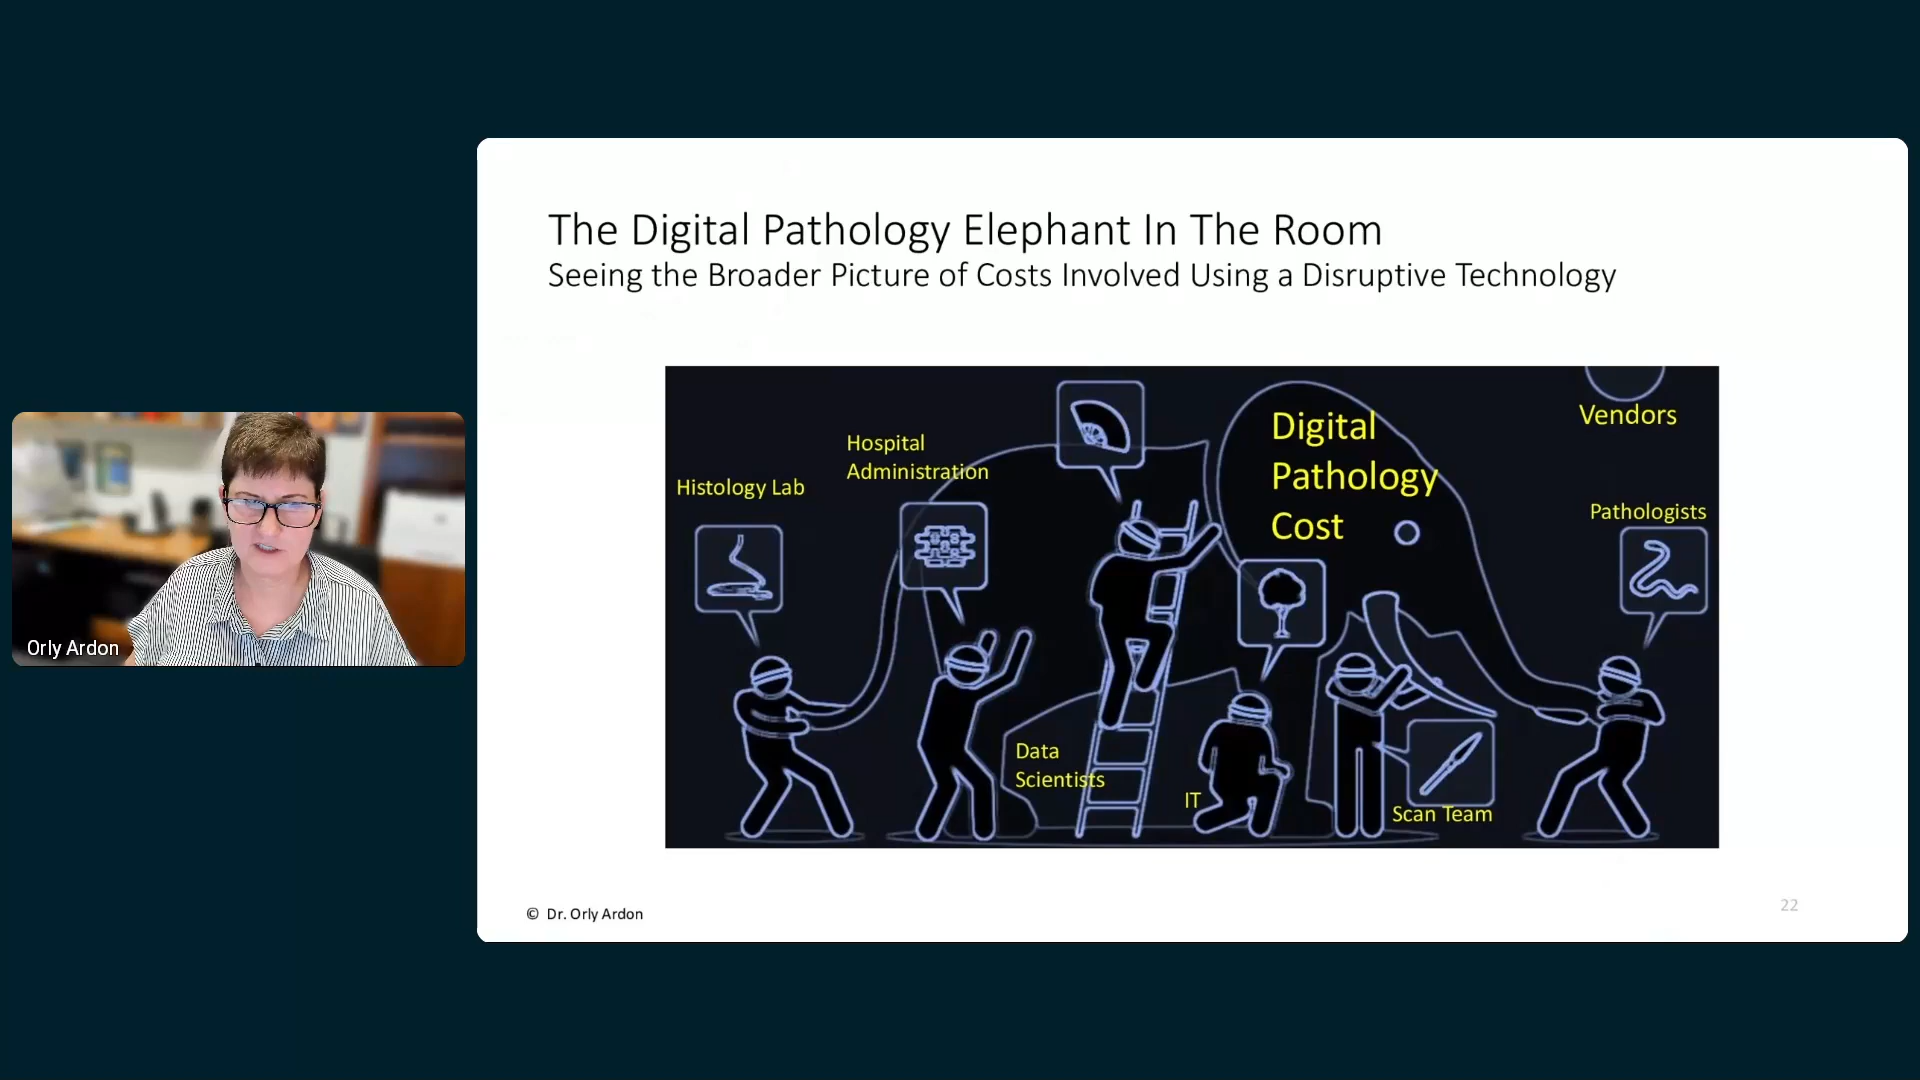 The Digital Pathology Elephant In The Room
Seeing the Broader Picture of Costs Involved Using a Disruptive Technology
Digital
Pathology
Cost
Vendors
Hospital
Administration
Histology Lab
Pathologists
Data
Scientists
IT
Scan Team
Orly Ardon
© Dr. Orly Ardon
22